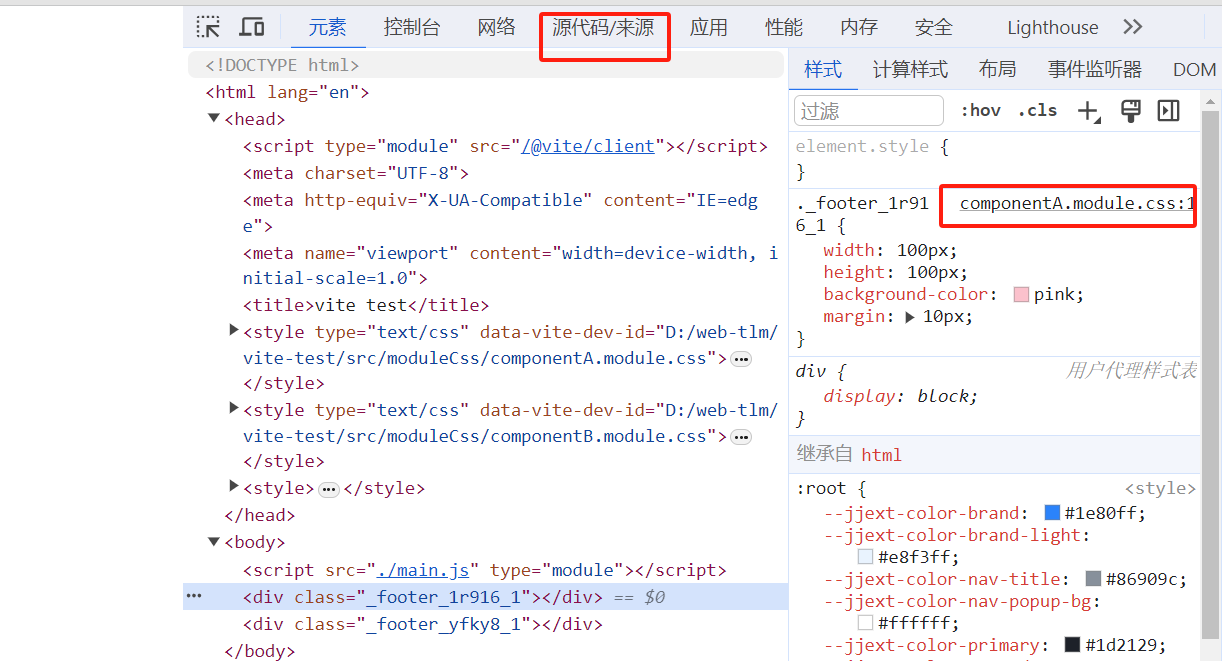 元素 控制台 网络 源代码/来源 应用 性能 内存 安全 Lighthouse
<!DOCTYPE html>
<html lang="en">
<head>
<script type="module" src="/@vite/client"></script>
<meta charset="UTF-8">
<meta http-equiv="X-UA-Compatible" content="IE=edg
e">
<meta name="viewport" content="width=device-width, i
nitial-scale=1.0">
<title>vite test</title>
<style type="text/css" data-vite-dev-id="D:/web-tlm/
vite-test/src/moduleCss/componentA.module.css">
</style>
<style type="text/css" data-vite-dev-id="D:/web-tlm/
vite-test/src/moduleCss/componentB.module.css">
</style>
<style></style>
</head>
<body>
<script src="./main.js" type="module"></script>
<div class="_footer_1r916_1"></div> == $0
<div class="_footer_yfky8_1"></div>
</body>
样式 计算样式 布局 事件监听器 DOM
过滤 :hov .cls
element.style {
}
._footer_1r91 componentA.module.css:1
6_1 {
width: 100px;
height: 100px;
background-color: pink;
margin: 10px;
}
div { 用户代理样式表
display: block;
}
继承自 html
:root { <style>
--jjext-color-brand: #1e80ff;
--jjext-color-brand-light:
#e8f3ff;
--jjext-color-nav-title: #86909c;
--jjext-color-nav-popup-bg:
#ffffff;
--jjext-color-primary: #1d2129;